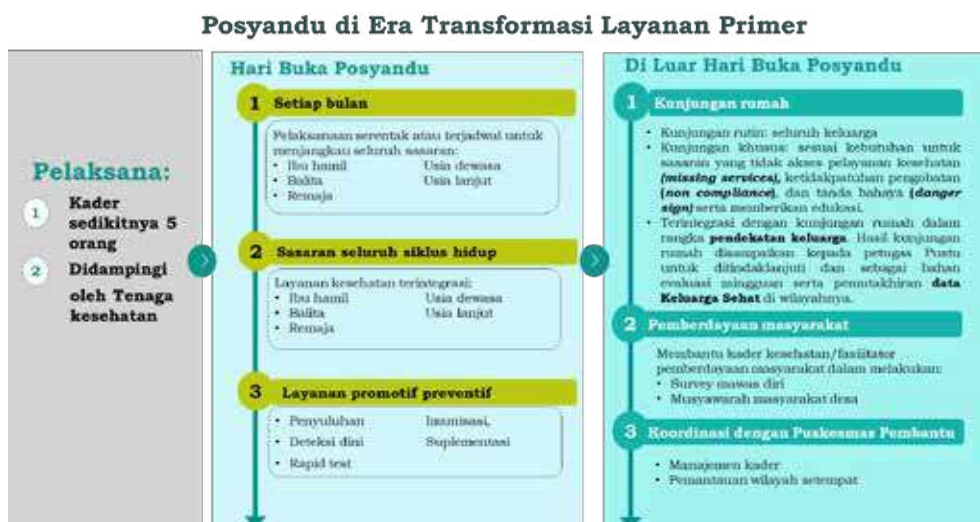 Posyandu di Era Transformasi Layanan Primer
Pelaksana:
1 Kader
sedikitnya 5
orang
2 Didampingi
oleh Tenaga
kesehatan
Hari Buka Posyandu
1 Setiap bulan
Pelaksanaan serentak atau terjadwal untuk
menjangkau seluruh sasaran:
• Ibu hamil Usia dewasa
• Balita Usia lanjut
• Remaja
2 Sasaran seluruh siklus hidup
Layanan kesehatan terintegrasi:
• Ibu hamil Usia dewasa
• Balita Usia lanjut
• Remaja
3 Layanan promotif preventif
• Penyuluhan Imunisasi,
• Deteksi dini Suplementasi
• Rapid test
Di Luar Hari Buka Posyandu
1 Kunjungan rumah
• Kunjungan rutin: seluruh keluarga
• Kunjungan khusus: sesuai kebutuhan untuk
sasaran yang tidak akses pelayanan kesehatan
(missing services), ketidakpatuhan pengobatan
(non compliance), dan tanda bahaya (danger
sign) serta memberikan edukasi.
• Terintegrasi dengan kunjungan rumah dalam
rangka pendekatan keluarga. Hasil kunjungan
rumah disampaikan kepada petugas Pustu
untuk ditindaklanjuti dan sebagai bahan
evaluasi mingguan serta pemutakhiran data
Keluarga Sehat di wilayahnya.
2 Pemberdayaan masyarakat
Membantu kader kesehatan/fasilitator
pemberdayaan masyarakat dalam melakukan:
• Survey mawas diri
• Musyawarah masyarakat desa
3 Koordinasi dengan Puskesmas Pembantu
• Manajemen kader
• Pemantauan wilayah setempat